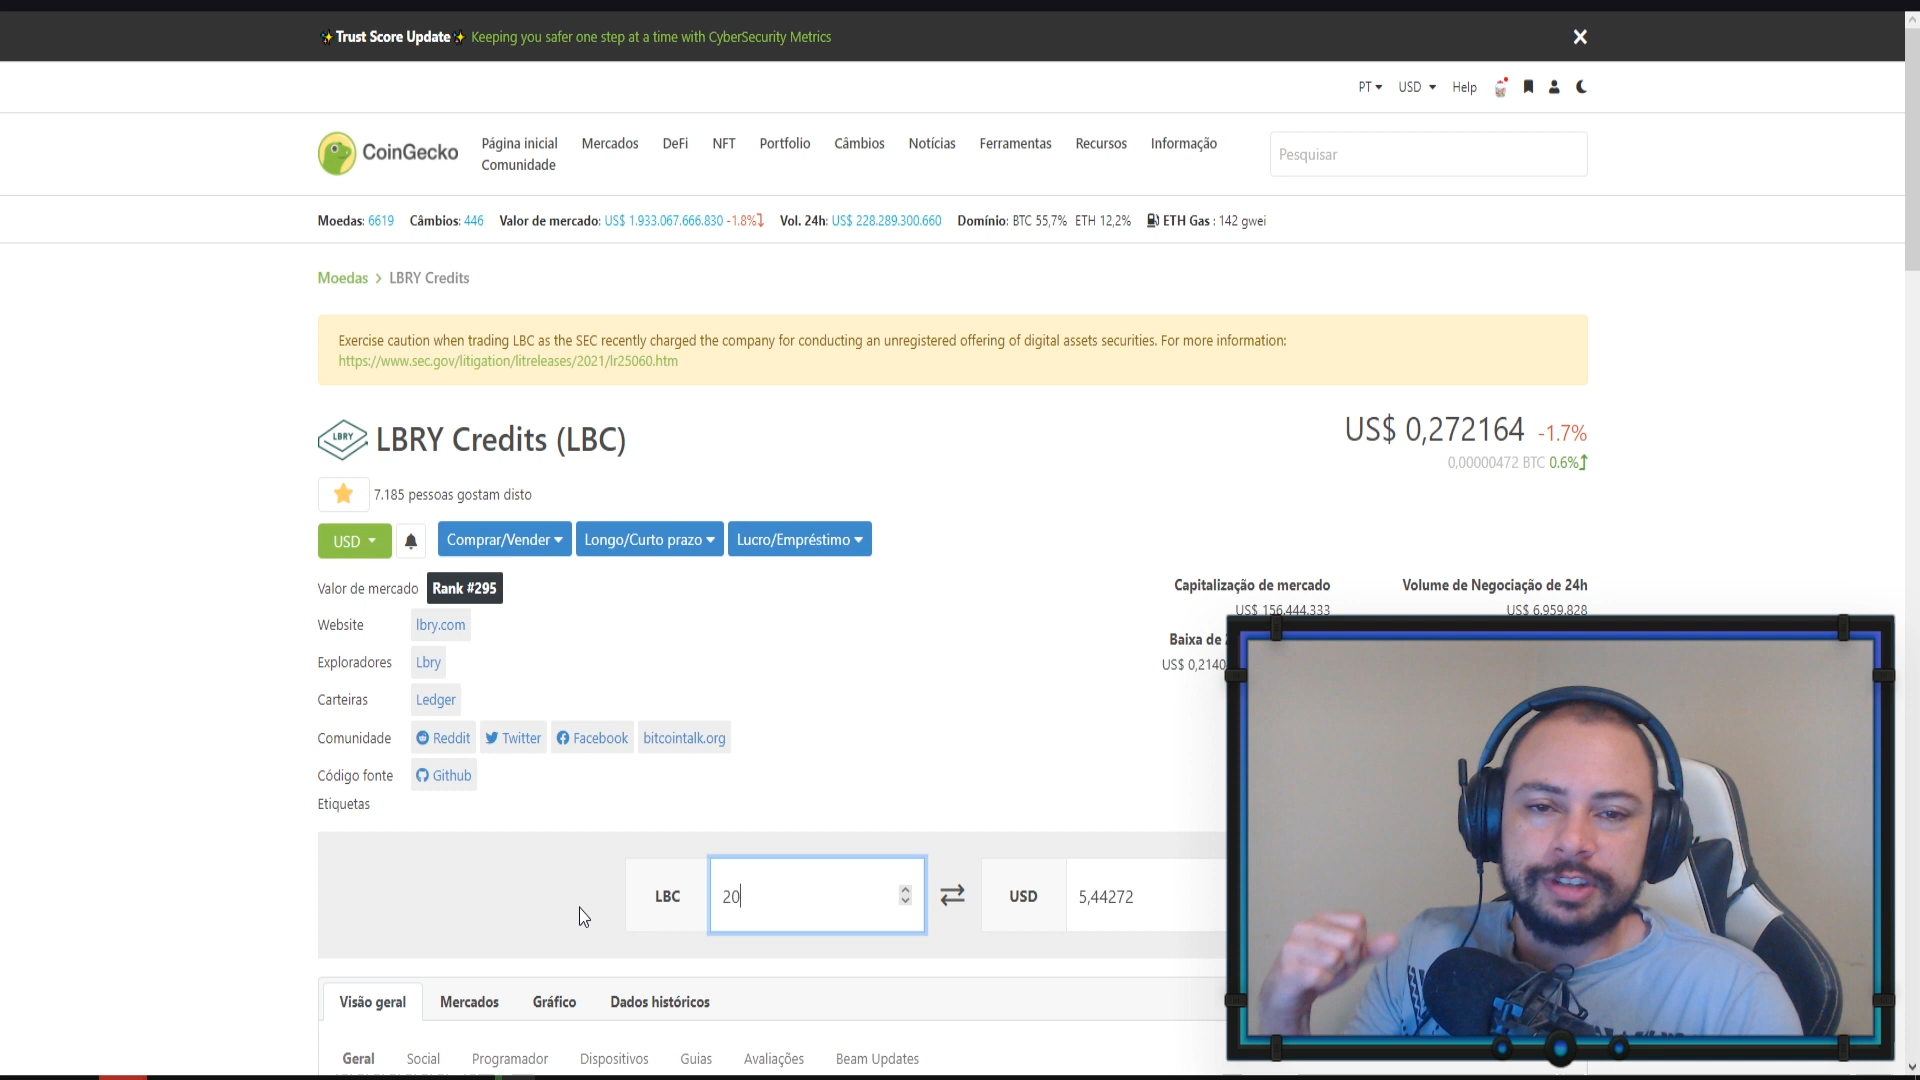 Trust Score Update Keeping you safer one step at a time with CyberSecurity Metrics
PT USD Help
CoinGecko
Página inicial Mercados DeFi NFT Portfolio Câmbios Notícias Ferramentas Recursos Informação
Comunidade
Pesquisar
Moedas: 6619 Câmbios: 446 Valor de mercado: US$ 1.933.067.666.830 -1.8% Vol. 24h: US$ 228.289.300.660 Domínio: BTC 55,7% ETH 12,2% ETH Gas : 142 gwei
Moedas > LBRY Credits
Exercise caution when trading LBC as the SEC recently charged the company for conducting an unregistered offering of digital assets securities. For more information:
https://www.sec.gov/litigation/litreleases/2021/lr25060.htm
LBRY
LBRY Credits (LBC)
US$ 0,272164 -1.7%
0,00000472 BTC 0.6%
7.185 pessoas gostam disto
USD Comprar/Vender Longo/Curto prazo Lucro/Empréstimo
Valor de mercado Rank #295
Capitalização de mercado Volume de Negociação de 24h
US$ 156.444.333 US$ 6.959.828
Website lbry.com
Baixa de
Exploradores Lbry
US$ 0,2140
Carteiras Ledger
Comunidade Reddit Twitter Facebook bitcointalk.org
Código fonte Github
Etiquetas
LBC 20 USD 5,44272
Visão geral Mercados Gráfico Dados históricos
Geral Social Programador Dispositivos Guias Avaliações Beam Updates